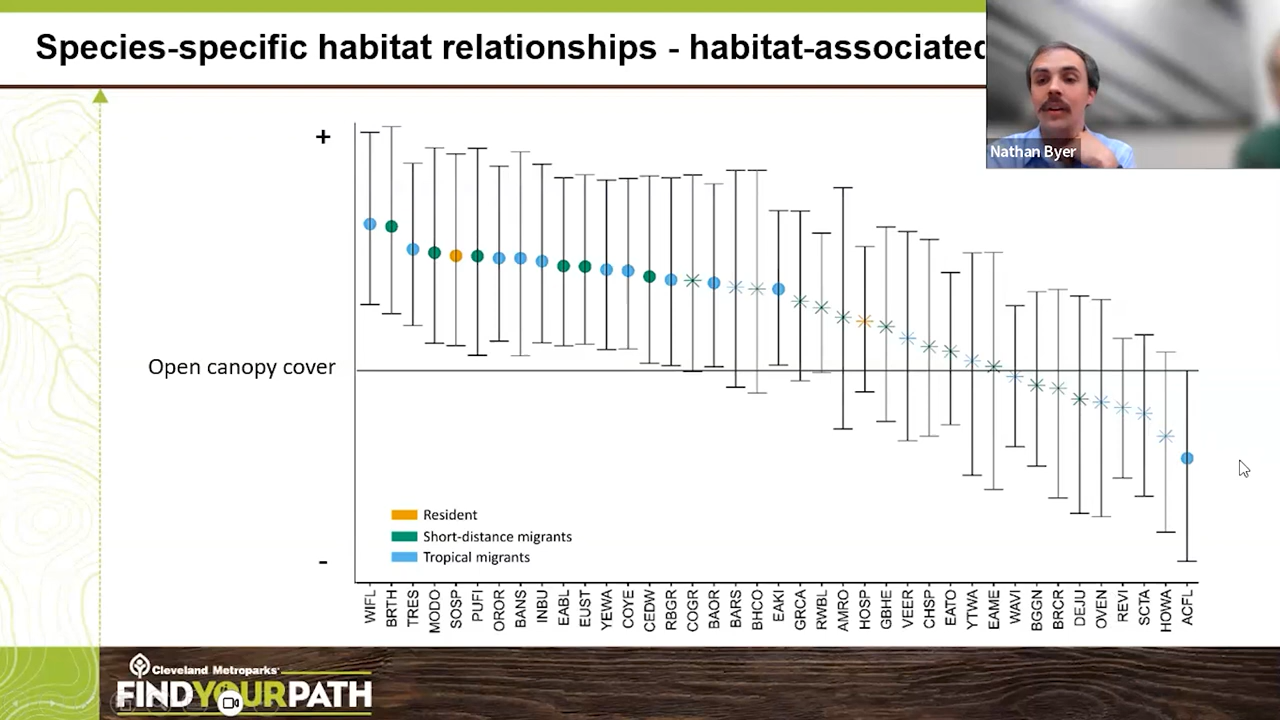 Species-specific habitat relationships - habitat-associated
Nathan Byer
+
Open canopy cover
-
Resident
Short-distance migrants
Tropical migrants
WIFL
BRTH
TRES
MODO
SOSP
PUFI
OROR
BANS
INBU
EABL
EUST
YEWA
COYE
CEDW
RBGR
COGR
BAOR
BARS
BHCO
EAKI
GRCA
RWBL
AMRO
HOSP
GBHE
VEER
CHSP
EATO
YTWA
EAME
WAVI
BGGN
BRCR
DEJU
OVEN
REVI
SCTA
HOWA
ACFL
Cleveland Metroparks
FINDYOURPATH